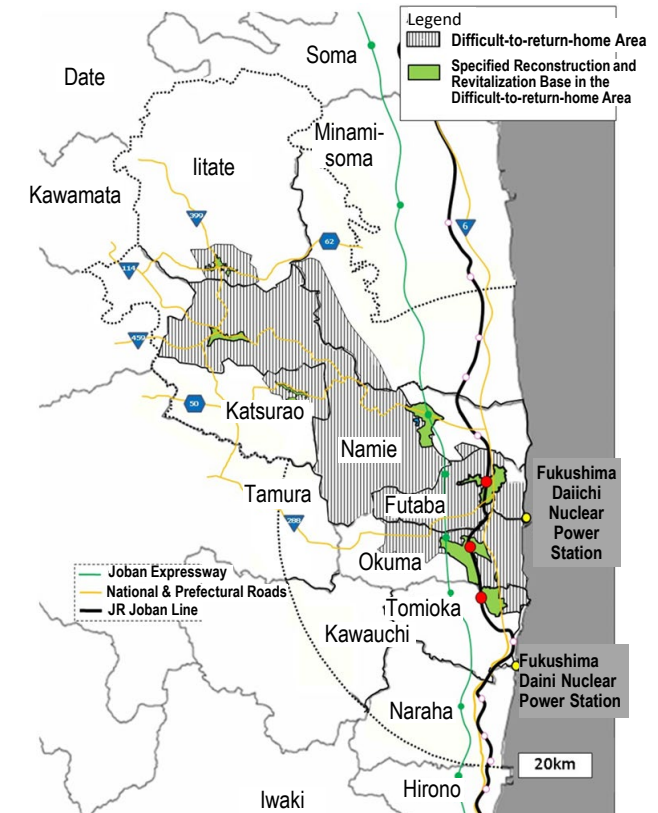 Legend
Difficult-to-return-home Area
Specified Reconstruction and
Revitalization Base in the
Difficult-to-return-home Area
Soma
Date
Minami-
soma
Iitate
Kawamata
399
62
6
114
459
50
Katsurao
Namie
Tamura
Futaba
288
Okuma
Fukushima
Daiichi
Nuclear
Power
Station
Joban Expressway
National & Prefectural Roads
JR Joban Line
Tomioka
Kawauchi
Fukushima
Daini Nuclear
Power Station
Naraha
20km
Hirono
Iwaki